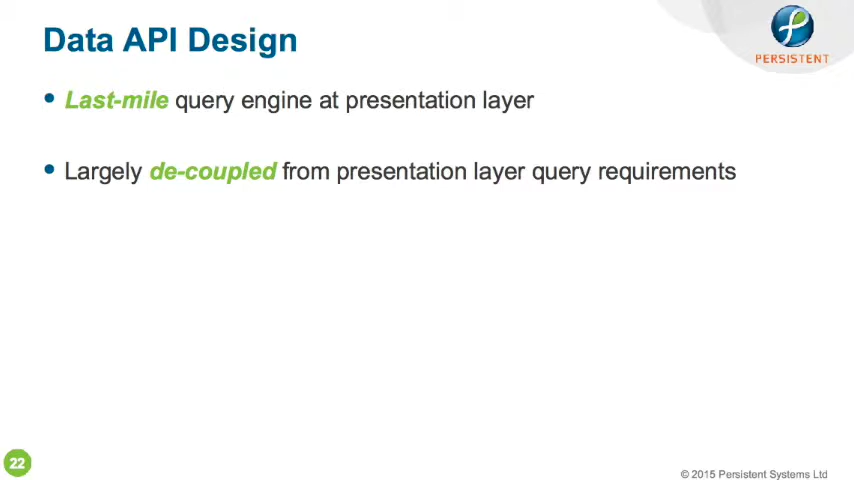 Data API Design
PERSISTENT
• Last-mile query engine at presentation layer
• Largely de-coupled from presentation layer query requirements
22
© 2015 Persistent Systems Ltd